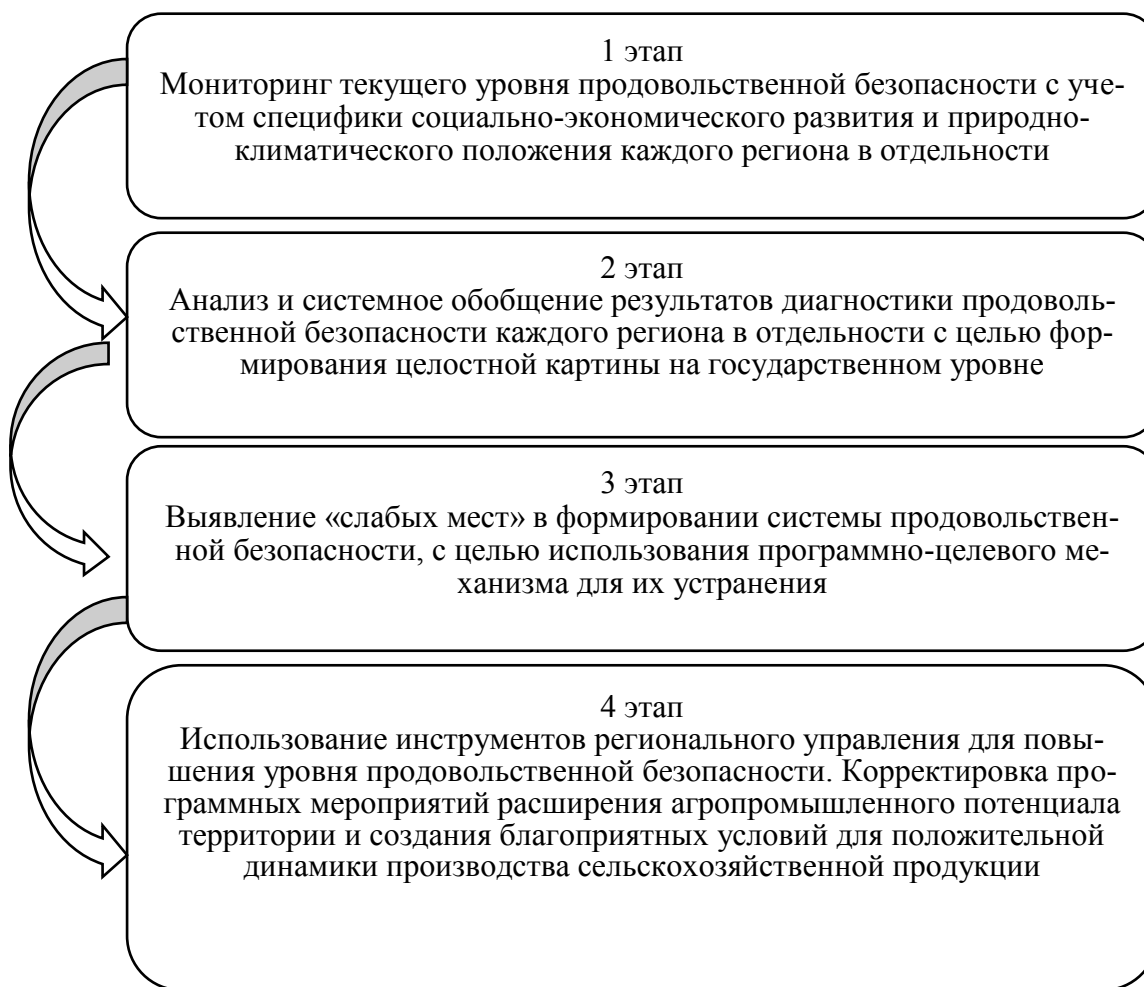 1 этап
Мониторинг текущего уровня продовольственной безопасности с уче-
том специфики социально-экономического развития и природно-
климатического положения каждого региона в отдельности
2 этап
Анализ и системное обобщение результатов диагностики продоволь-
ственной безопасности каждого региона в отдельности с целью фор-
мирования целостной картины на государственном уровне
3 этап
Выявление «слабых мест» в формировании системы продовольствен-
ной безопасности, с целью использования программно-целевого ме-
ханизма для их устранения
4 этап
Использование инструментов регионального управления для повы-
шения уровня продовольственной безопасности. Корректировка про-
граммных мероприятий расширения агропромышленного потенциала
территории и создания благоприятных условий для положительной
динамики производства сельскохозяйственной продукции